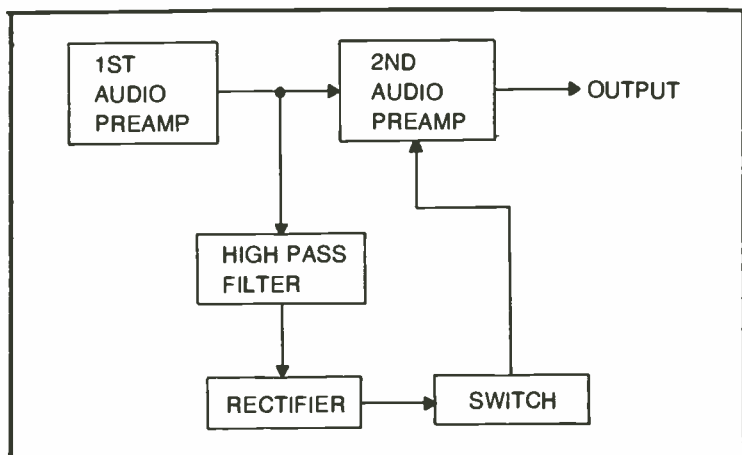 1ST
AUDIO
PREAMP
2ND
AUDIO
PREAMP
OUTPUT
HIGH PASS
FILTER
RECTIFIER
SWITCH